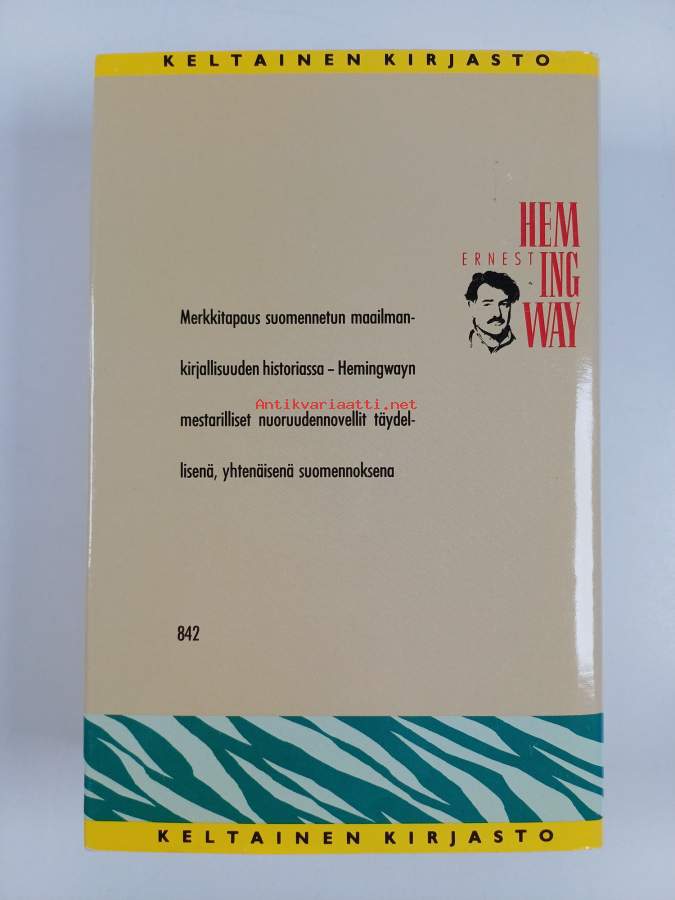 KELTAINEN KIRJASTO
HEM
ERNEST ING
WAY
Merkkitapaus suomennetun maailman-
kirjallisuuden historiassa – Hemingwayn
Antikvariaatti.net
mestarilliset nuoruudennovellit täydel-
lisenä, yhtenäisenä suomennoksena
842
KELTAINEN KIRJASTO